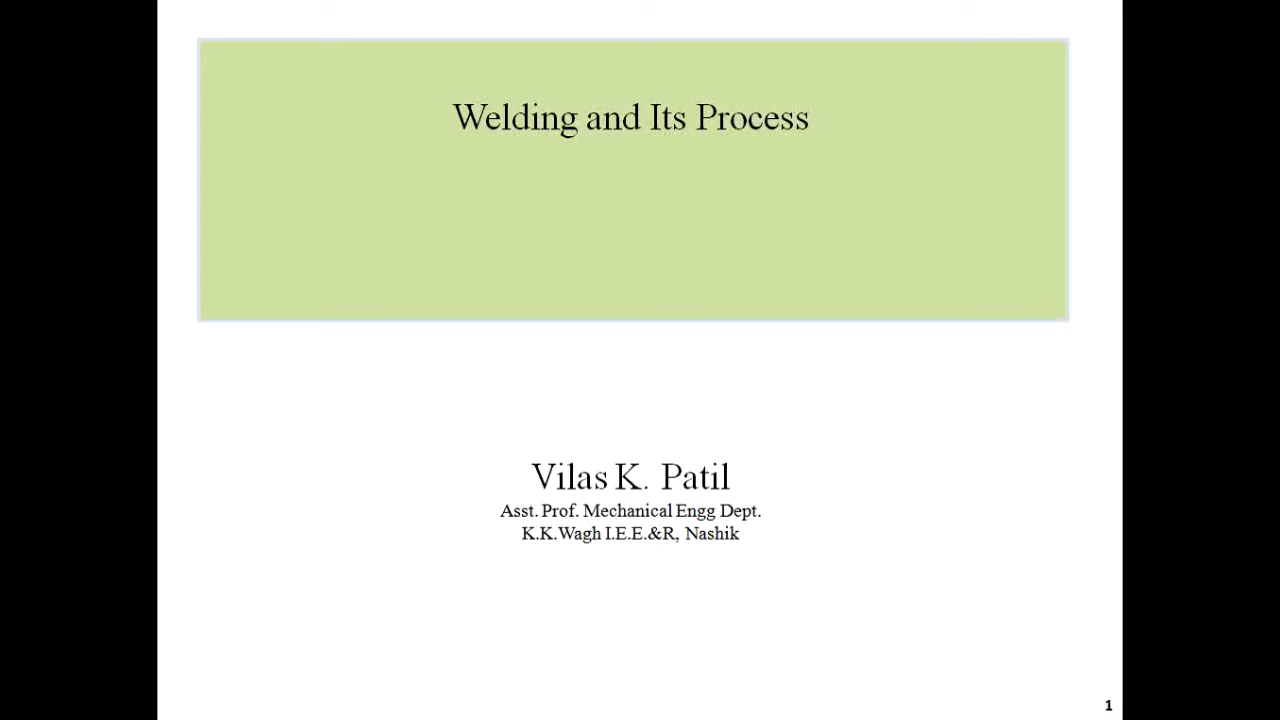 Welding and Its Process
Vilas K. Patil
Asst. Prof. Mechanical Engg Dept.
K.K.Wagh I.E.E.&R, Nashik
1